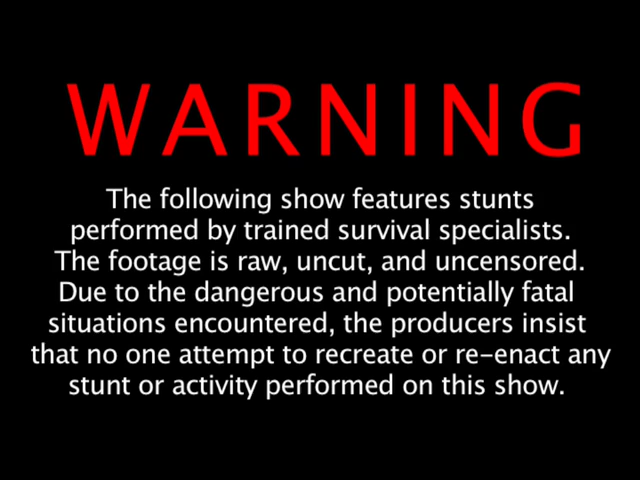 WARNING
The following show features stunts
performed by trained survival specialists.
The footage is raw, uncut, and uncensored.
Due to the dangerous and potentially fatal
situations encountered, the producers insist
that no one attempt to recreate or re-enact any
stunt or activity performed on this show.